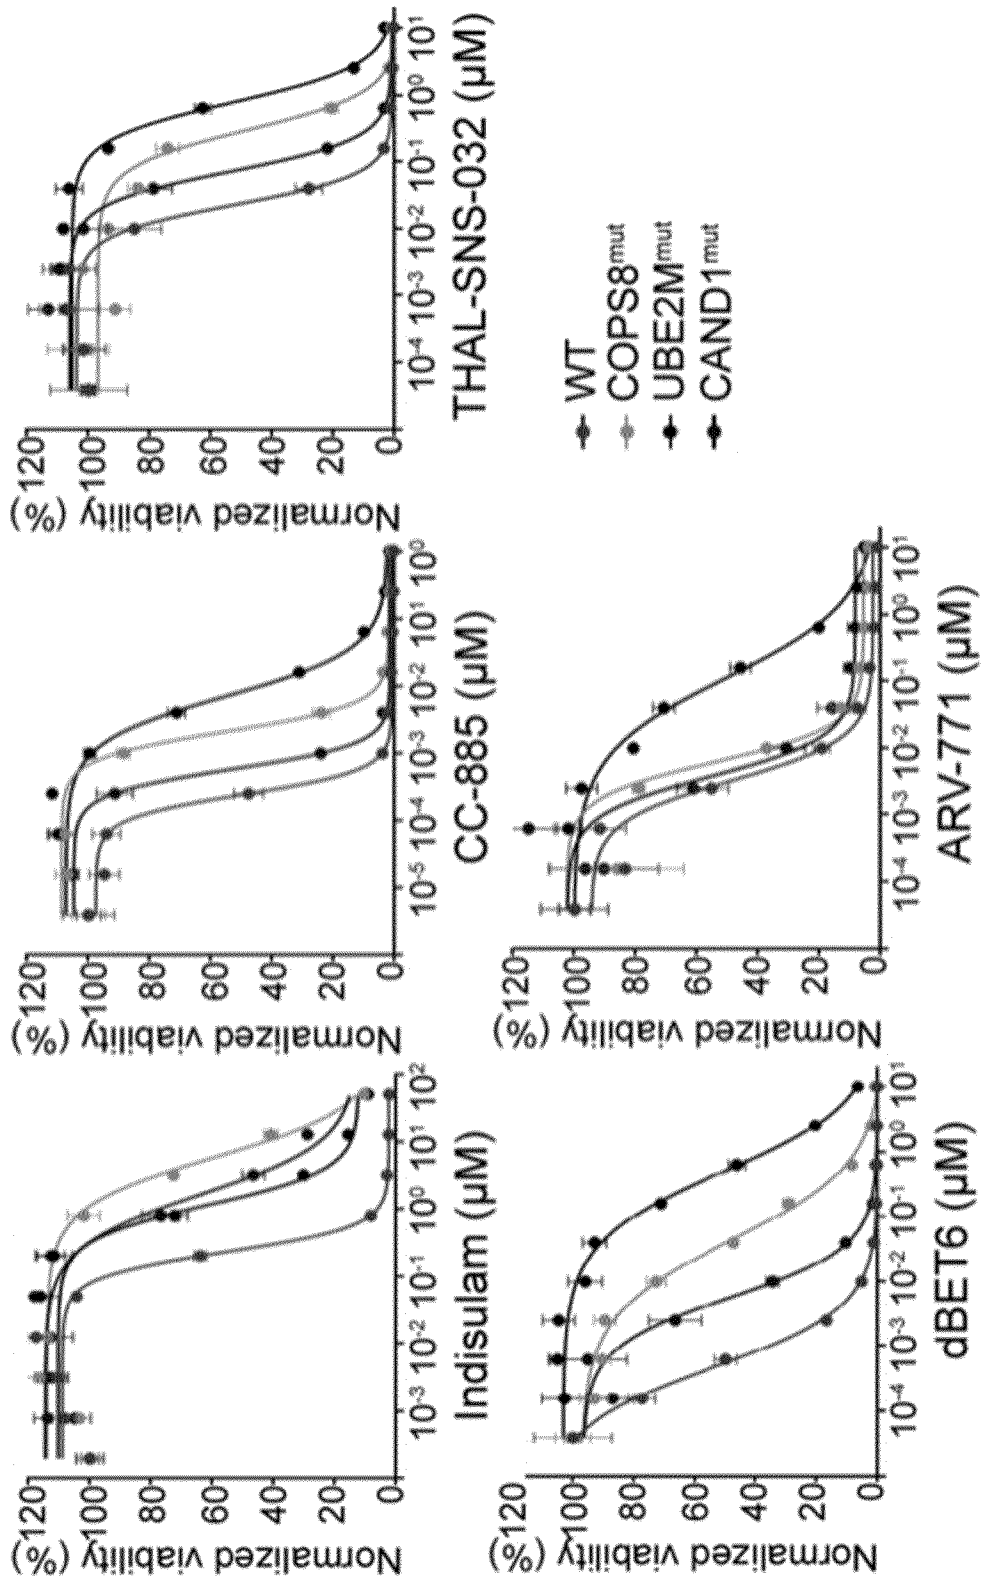 Normalized viability (%)
120
100
80
60
40
20
0
10⁻³ 10⁻² 10⁻¹ 10⁰ 10¹ 10²
Indisulam (µM)
Normalized viability (%)
120
100
80
60
40
20
0
10⁻⁵ 10⁻⁴ 10⁻³ 10⁻² 10¹ 10⁰
CC-885 (µM)
Normalized viability (%)
120
100
80
60
40
20
0
10⁻⁴ 10⁻³ 10⁻² 10⁻¹ 10⁰ 10¹
THAL-SNS-032 (µM)
Normalized viability (%)
120
100
80
60
40
20
0
10⁻⁴ 10⁻³ 10⁻² 10⁻¹ 10⁰ 10¹
dBET6 (µM)
Normalized viability (%)
120
100
80
60
40
20
0
10⁻⁴ 10⁻³ 10⁻² 10⁻¹ 10⁰ 10¹
ARV-771 (µM)
WT
COPS8ᵐᵘᵗ
UBE2Mᵐᵘᵗ
CAND1ᵐᵘᵗ